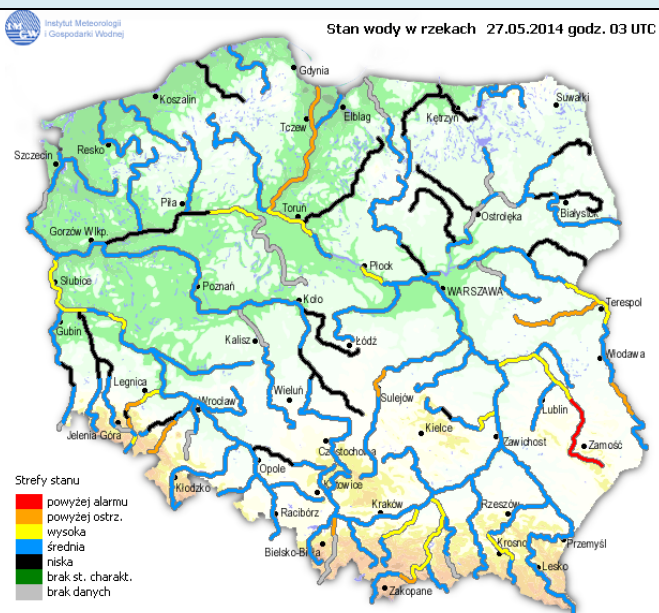 IMGW
Instytut Meteorologii
i Gospodarki Wodnej
Stan wody w rzekach 27.05.2014 godz. 03 UTC
Gdynia
Koszalin
Suwałki
Elbląg
Tczew
Kętrzyn
Resko
Szczecin
Piła
Toruń
Ostrołęka
Białystok
Gorzów Wlkp.
Płock
Słubice
Poznań
WARSZAWA
Koło
Terespol
Gubin
Kalisz
Łódź
Włodawa
Legnica
Wieluń
Sulejów
Wrocław
Lublin
Jelenia Góra
Kielce
Zawichost
Zamość
Częstochowa
Opole
Kłodzko
Katowice
Racibórz
Kraków
Rzeszów
Bielsko-Biała
Krosno
Przemyśl
Lesko
Zakopane
Strefy stanu
powyżej alarmu
powyżej ostrz.
wysoka
średnia
niska
brak st. charakt.
brak danych